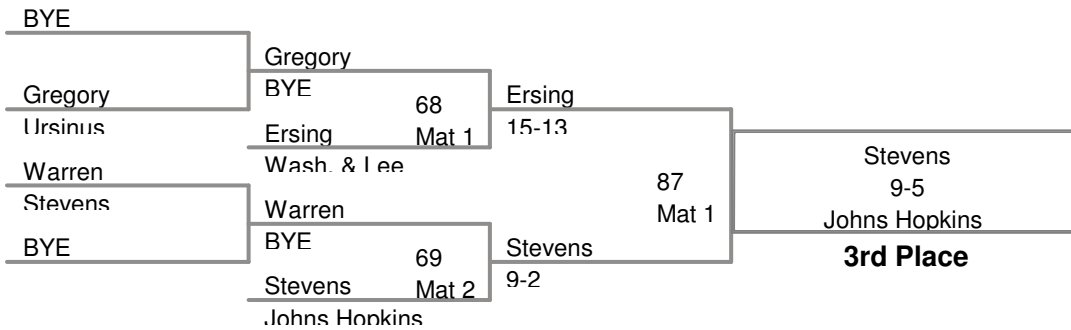 BYE
Gregory
Ursinus
Warren
Stevens
BYE
Gregory
BYE
68
Mat 1
Ersing
Wash. & Lee
Warren
BYE
69
Mat 2
Stevens
Johns Hopkins
Ersing
15-13
87
Mat 1
Stevens
9-2
Stevens
9-5
Johns Hopkins
3rd Place